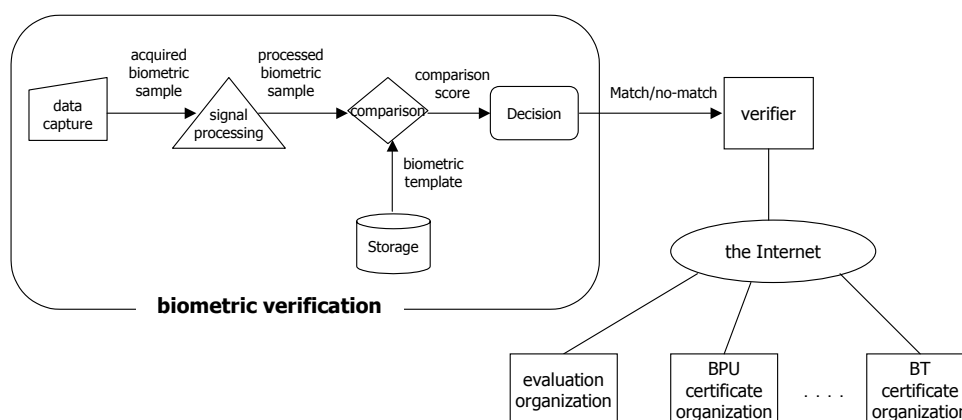 acquired
biometric
sample
processed
biometric
sample
comparison
score
Match/no-match
data
capture
signal
processing
comparison
Decision
verifier
biometric
template
Storage
the Internet
biometric verification
evaluation
organization
BPU
certificate
organization
. . . .
BT
certificate
organization